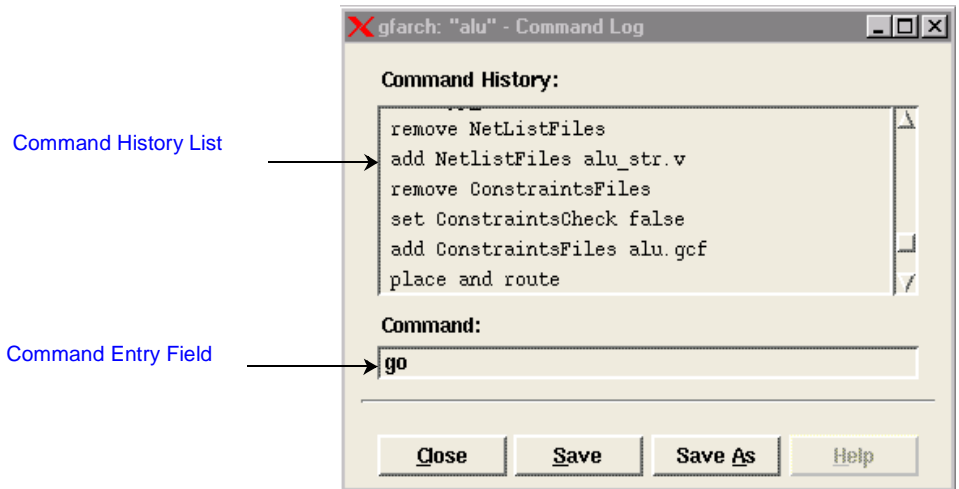 gfarch: "alu" - Command Log
Command History:
remove NetListFiles
Command History List
add NetlistFiles alu_str.v
remove ConstraintsFiles
set ConstraintsCheck false
add ConstraintsFiles alu.gcf
place and route
Command:
Command Entry Field
go
Close Save Save As Help